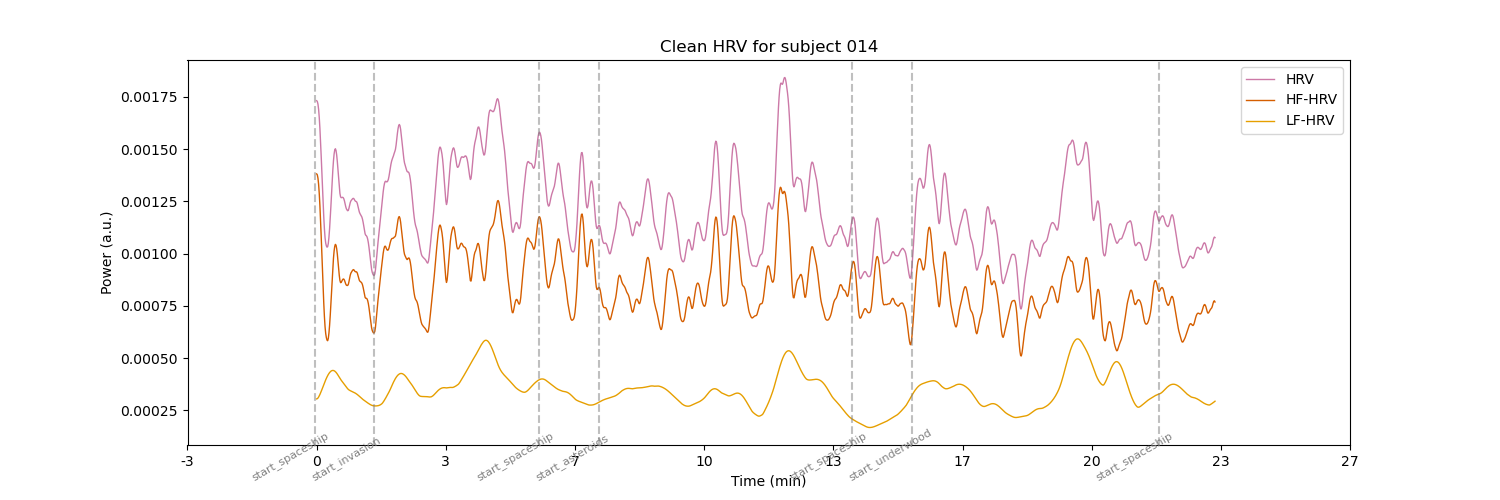 Clean HRV for subject 014
HRV
HF-HRV
LF-HRV
Power (a.u.)
0.00175
0.00150
0.00125
0.00100
0.00075
0.00050
0.00025
start_spaceship
start_invasion
start_spaceship
start_asteroids
start_spaceship
start_underwood
start_spaceship
-3 0 3 7 10 13 17 20 23 27
Time (min)